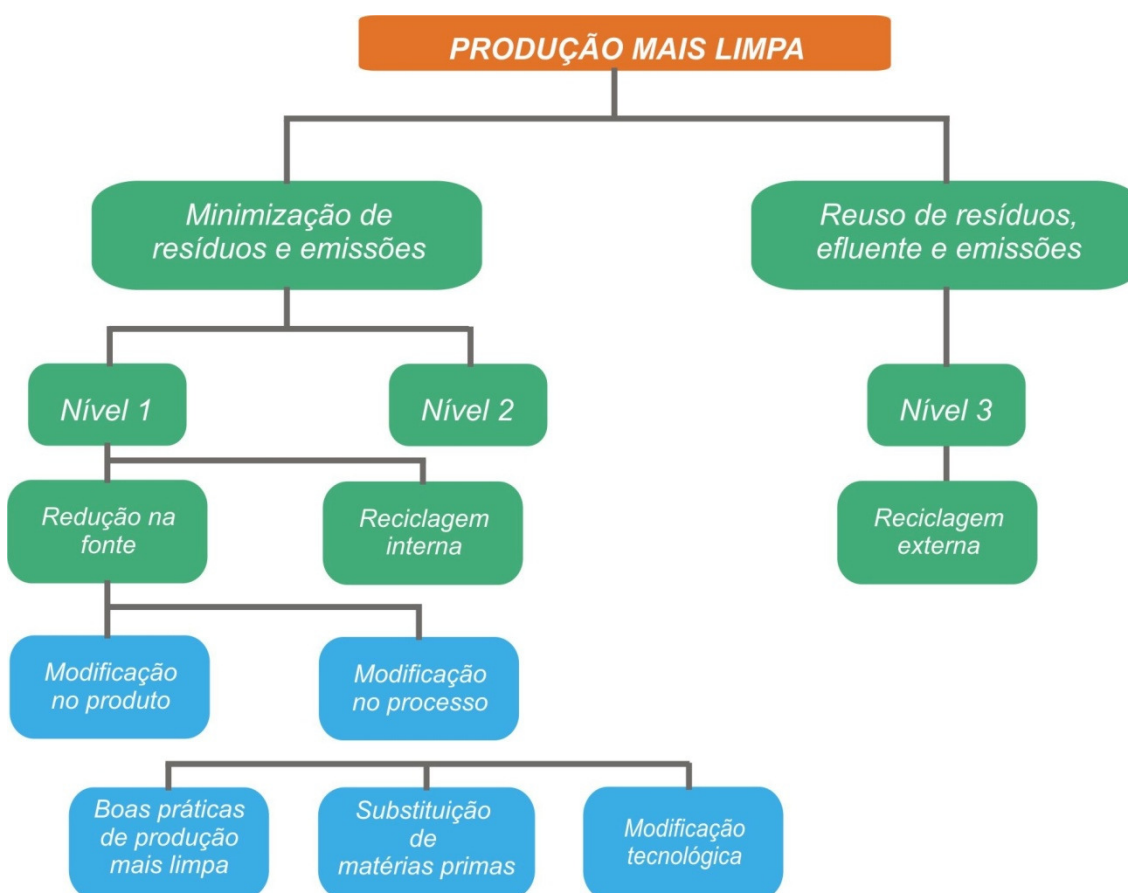 PRODUÇÃO MAIS LIMPA
Minimização de
resíduos e emissões
Reuso de resíduos,
efluente e emissões
Nível 1
Nível 2
Nível 3
Redução na
fonte
Reciclagem
interna
Reciclagem
externa
Modificação
no produto
Modificação
no processo
Boas práticas
de produção
mais limpa
Substituição
de
matérias primas
Modificação
tecnológica